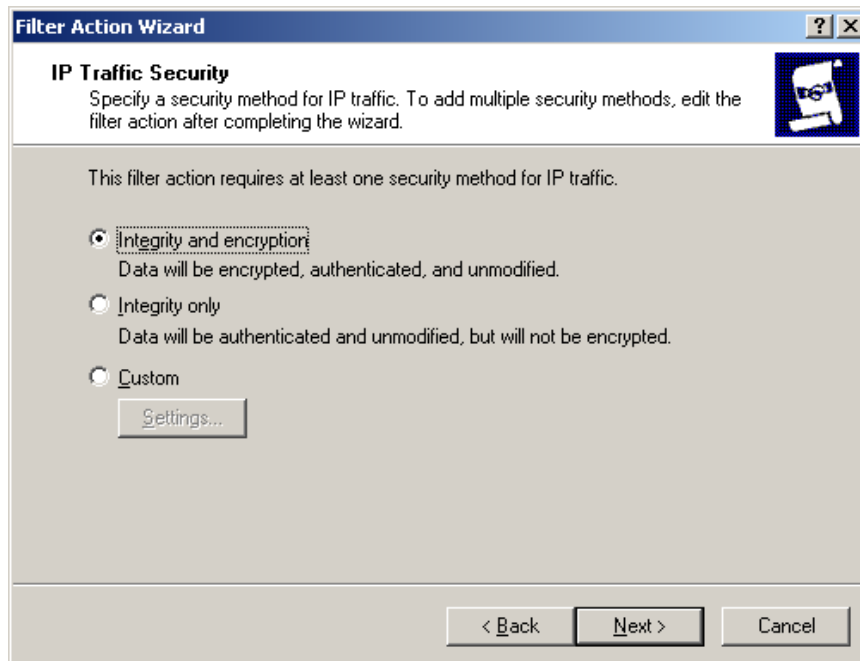 Filter Action Wizard
IP Traffic Security
Specify a security method for IP traffic. To add multiple security methods, edit the
filter action after completing the wizard.
This filter action requires at least one security method for IP traffic.
Integrity and encryption
Data will be encrypted, authenticated, and unmodified.
Integrity only
Data will be authenticated and unmodified, but will not be encrypted.
Custom
Settings...
< Back Next > Cancel